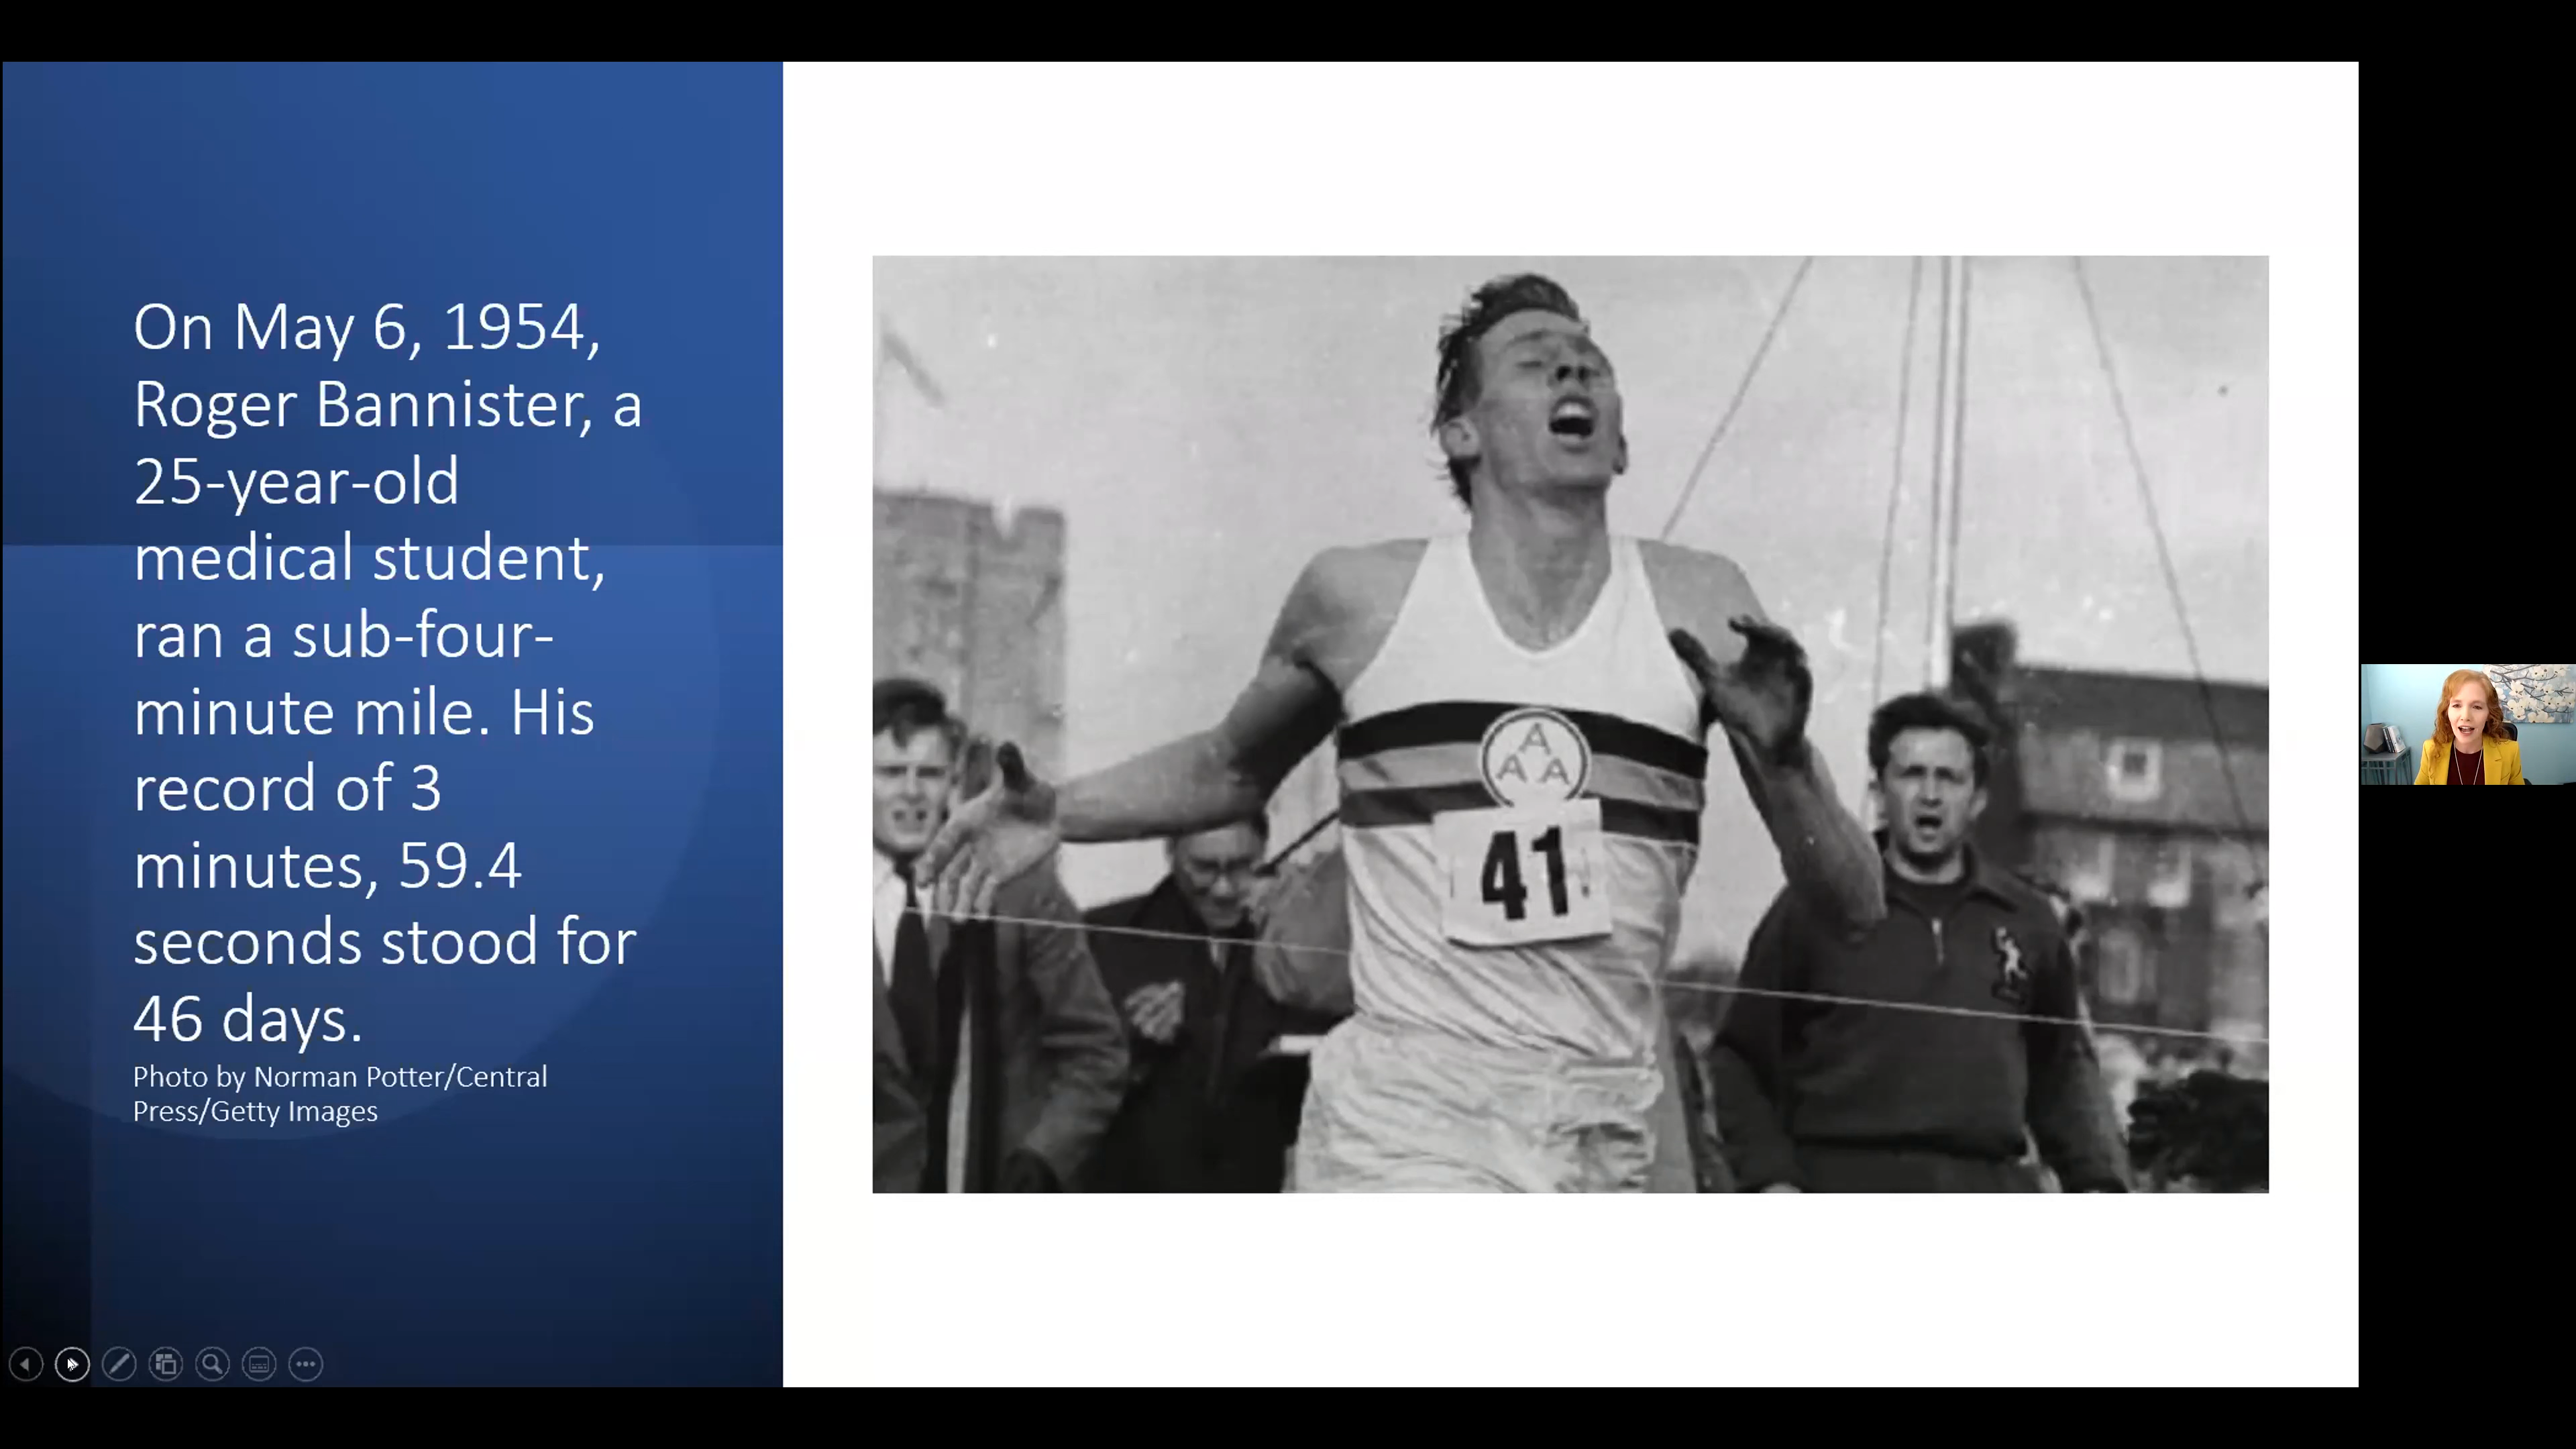 On May 6, 1954,
Roger Bannister, a
25-year-old
medical student,
ran a sub-four-
minute mile. His
record of 3
minutes, 59.4
seconds stood for
46 days.
Photo by Norman Potter/Central
Press/Getty Images
A
A A
41